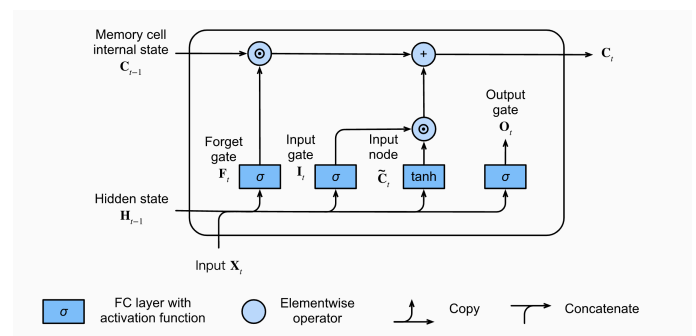 Memory cell
internal state
C_{t−1}
⊙
+
C_t
Output
gate
O_t
⊙
Forget
gate
F_t
Input
gate
I_t
Input
node
C̃_t
σ
σ
tanh
σ
Hidden state
H_{t−1}
Input X_t
σ
FC layer with
activation function
Elementwise
operator
Copy
Concatenate